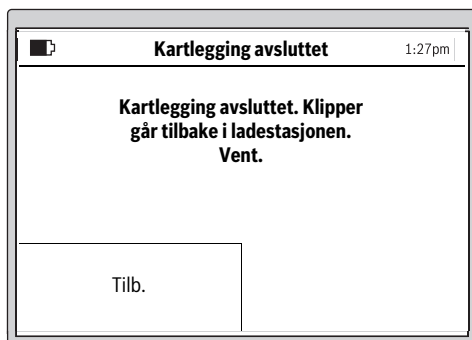 Kartlegging avsluttet 1:27pm
Kartlegging avsluttet. Klipper
går tilbake i ladestasjonen.
Vent.
Tilb.